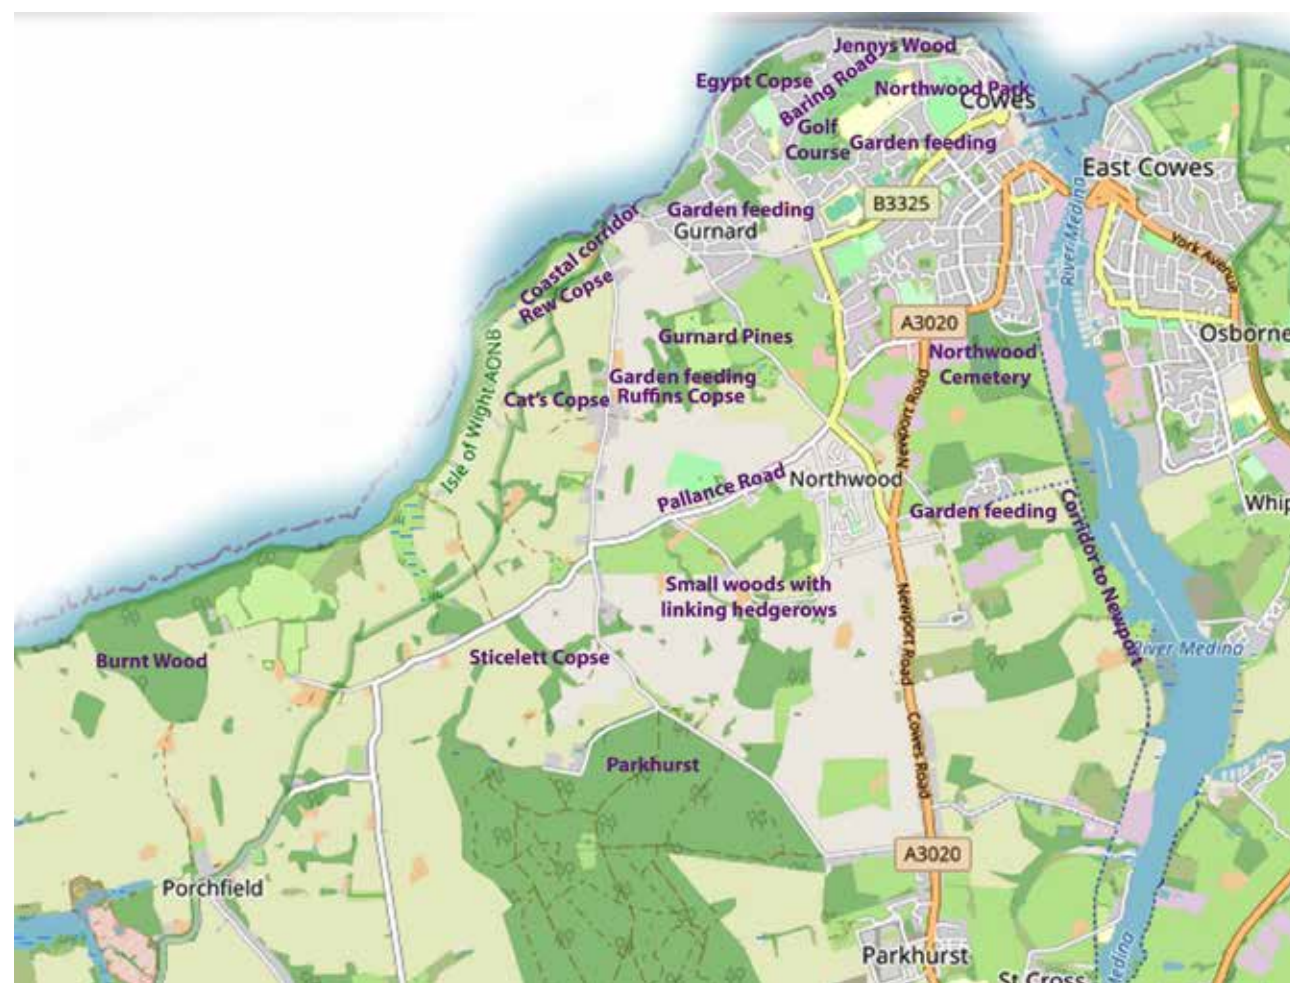 Jennys Wood
Egypt Copse
Baring Road
Northwood Park
Cowes
Golf
Course
Garden feeding
East Cowes
B3325
Garden feeding
Gurnard
River Medina
York Avenue
Coastal corridor
Rew Copse
A3020
Osborne
Gurnard Pines
Northwood
Cemetery
Isle of Wight AONB
Garden feeding
Cat's Copse
Ruffins Copse
Newport Road
Pallance Road
Northwood
Whip
Garden feeding
Corridor to Newport
Small woods with
linking hedgerows
Newport Road
River Medina
Burnt Wood
Sticelett Copse
Cowes Road
Parkhurst
A3020
Porchfield
Parkhurst
St Cross
Medina